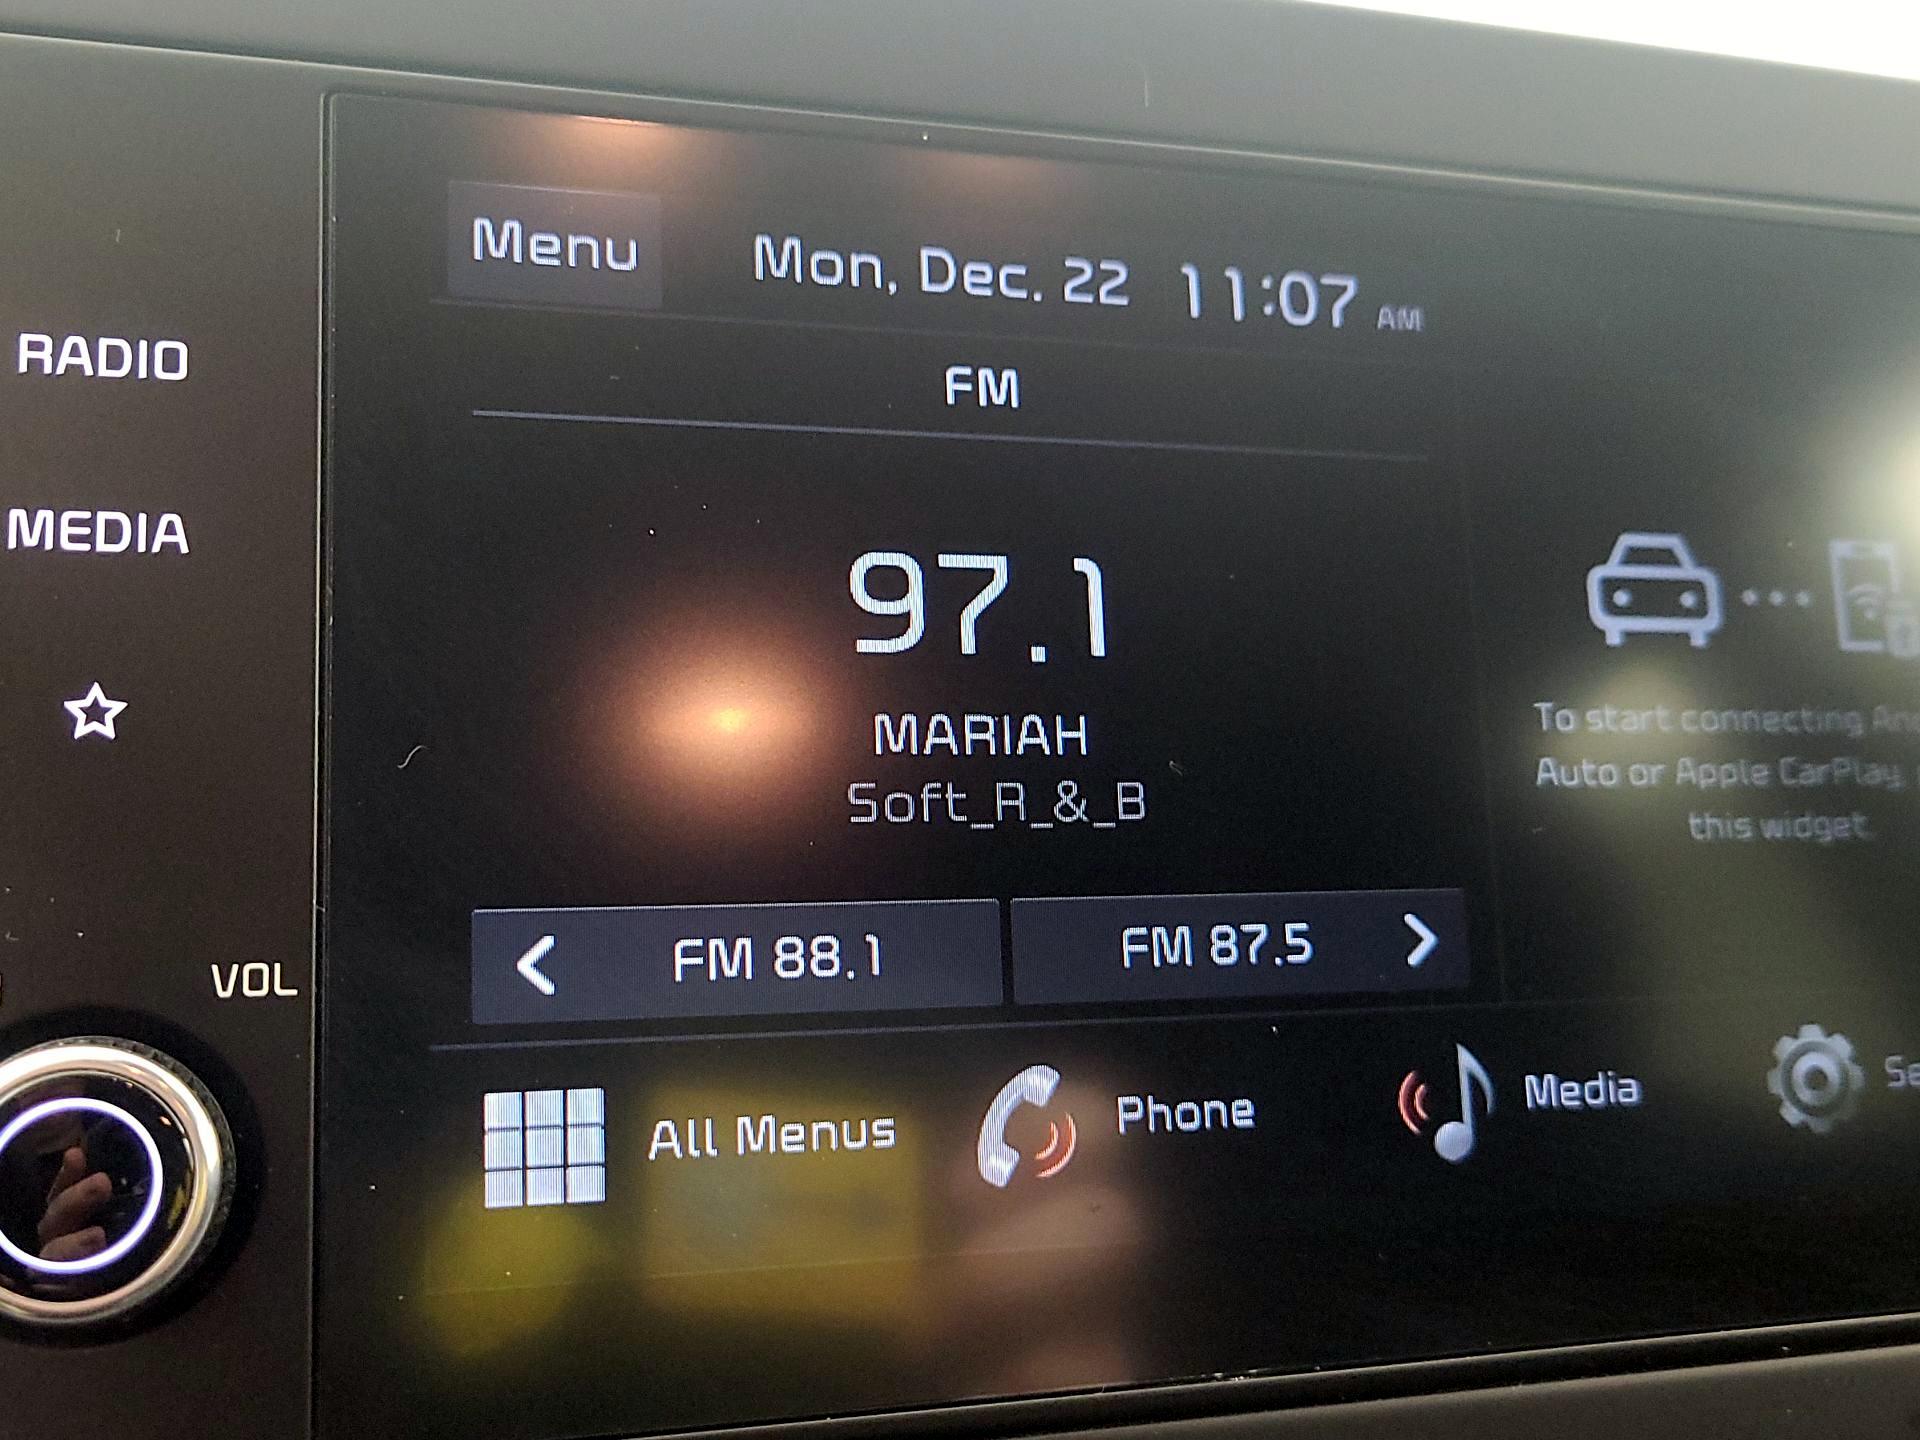 Menu
Mon, Dec. 22 11:07 AM
RADIO
FM
MEDIA
97.1
MARIAH
Soft_R_&_B
To start connecting
Auto or Apple CarPlay,
this widget.
FM 88.1
FM 87.5
VOL
All Menus
Phone
Media